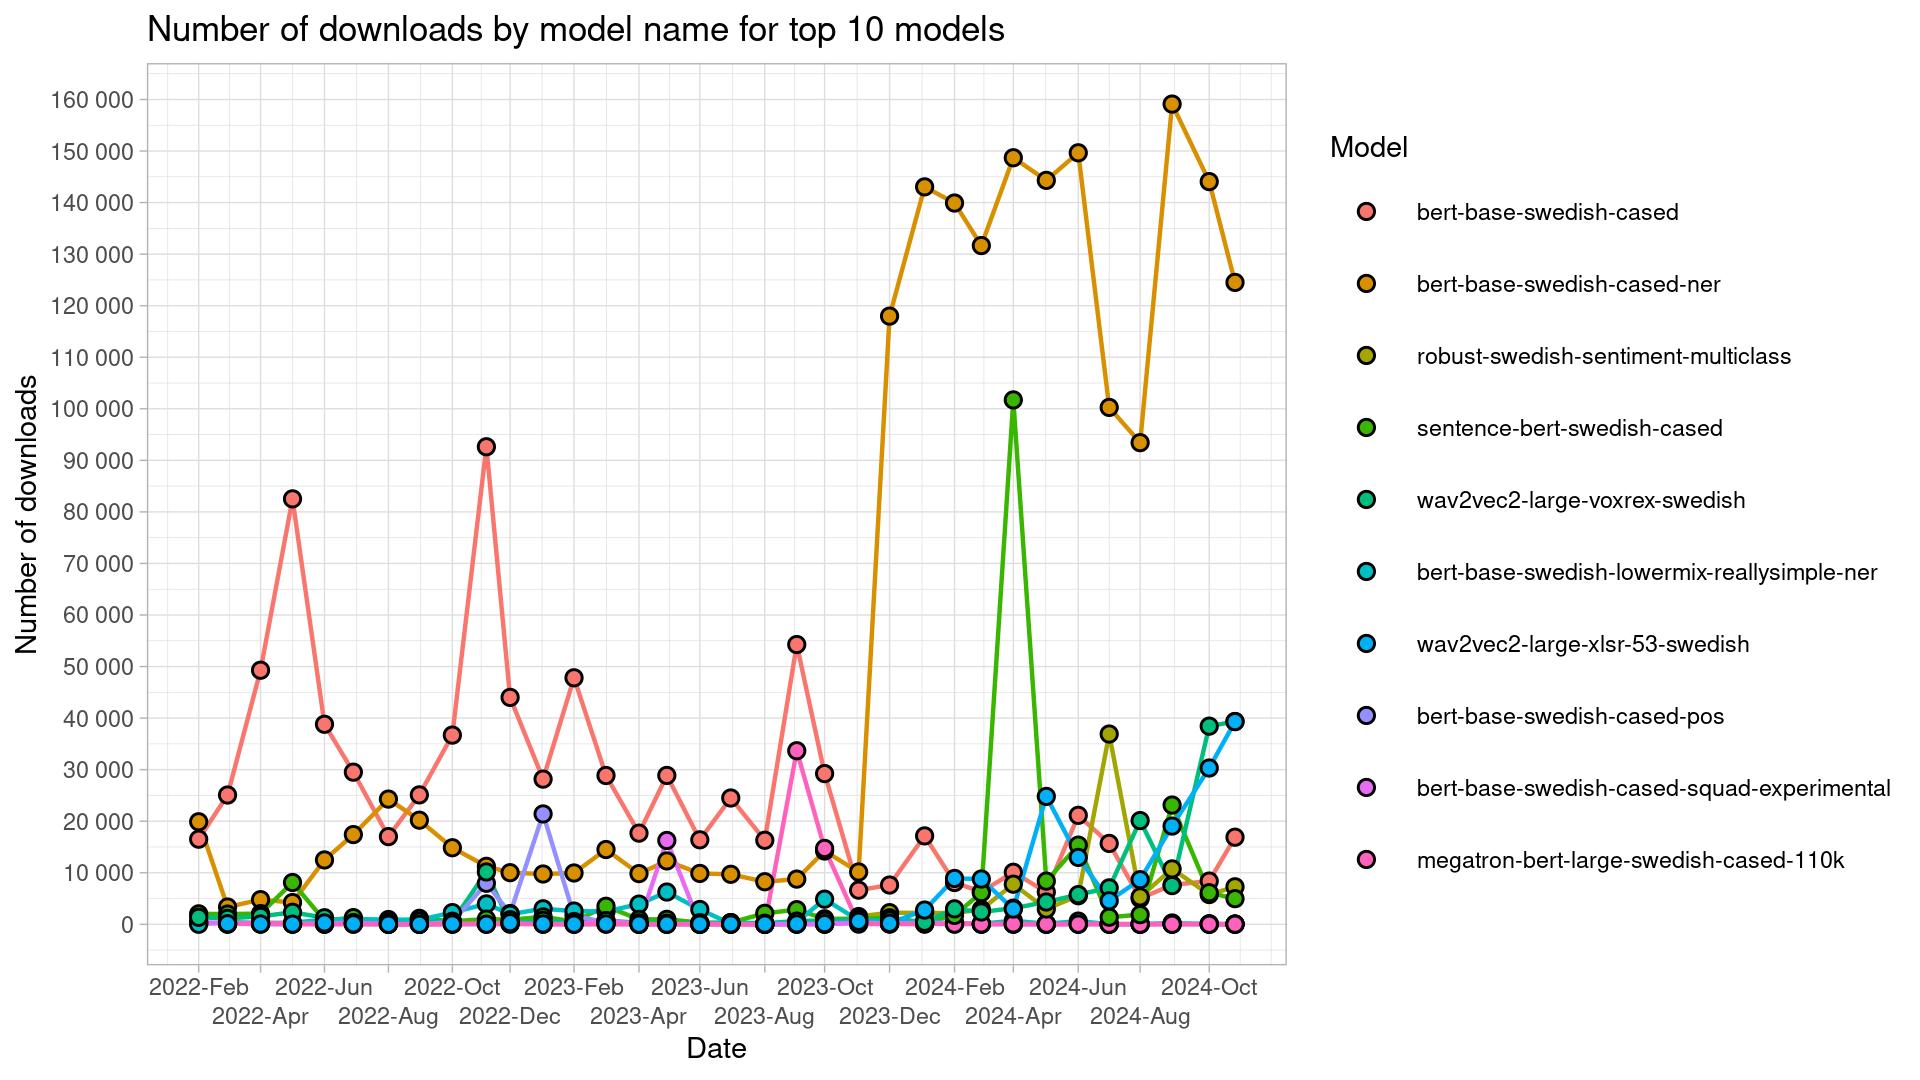 Number of downloads by model name for top 10 models
Number of downloads
160 000
150 000
140 000
130 000
120 000
110 000
100 000
90 000
80 000
70 000
60 000
50 000
40 000
30 000
20 000
10 000
0
2022-Feb
2022-Apr
2022-Jun
2022-Aug
2022-Oct
2022-Dec
2023-Feb
2023-Apr
2023-Jun
2023-Aug
2023-Oct
2023-Dec
2024-Feb
2024-Apr
2024-Jun
2024-Aug
2024-Oct
Date
Model
bert-base-swedish-cased
bert-base-swedish-cased-ner
robust-swedish-sentiment-multiclass
sentence-bert-swedish-cased
wav2vec2-large-voxrex-swedish
bert-base-swedish-lowermix-reallysimple-ner
wav2vec2-large-xlsr-53-swedish
bert-base-swedish-cased-pos
bert-base-swedish-cased-squad-experimental
megatron-bert-large-swedish-cased-110k